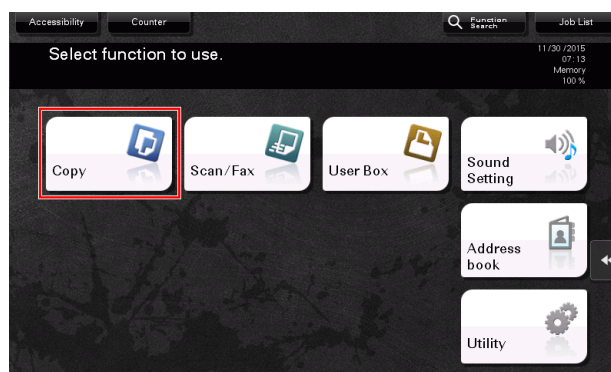 Accessibility
Counter
Function
Search
Job List
Select function to use.
11/30 /2015
07:13
Memory
100 %
Copy
Scan/Fax
User Box
Sound
Setting
Address
book
Utility